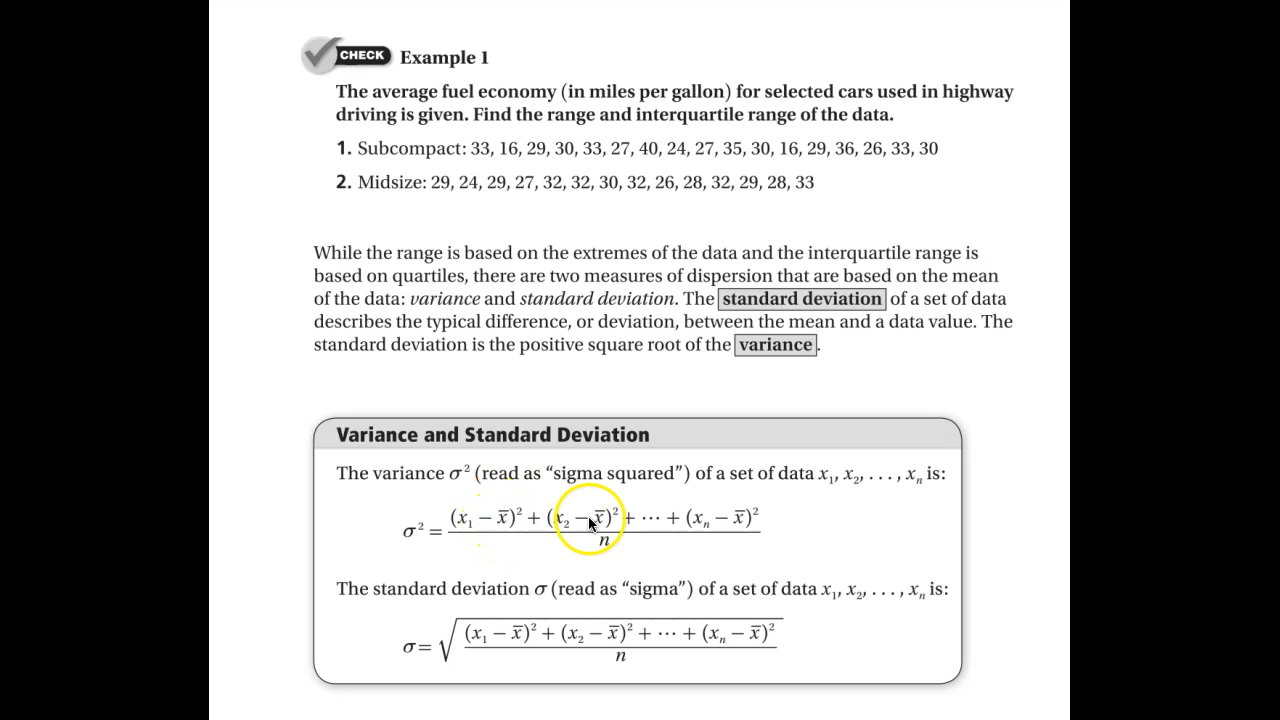 CHECK Example 1
The average fuel economy (in miles per gallon) for selected cars used in highway
driving is given. Find the range and interquartile range of the data.
1. Subcompact: 33, 16, 29, 30, 33, 27, 40, 24, 27, 35, 30, 16, 29, 36, 26, 33, 30
2. Midsize: 29, 24, 29, 27, 32, 32, 30, 32, 26, 28, 32, 29, 28, 33
While the range is based on the extremes of the data and the interquartile range is
based on quartiles, there are two measures of dispersion that are based on the mean
of the data: variance and standard deviation. The standard deviation of a set of data
describes the typical difference, or deviation, between the mean and a data value. The
standard deviation is the positive square root of the variance.
Variance and Standard Deviation
The variance σ² (read as “sigma squared”) of a set of data x₁, x₂, . . . , xₙ is:
σ² = (x₁ − x̅)² + (x₂ − x̅)² + ⋯ + (xₙ − x̅)²
n
The standard deviation σ (read as “sigma”) of a set of data x₁, x₂, . . . , xₙ is:
σ = √ (x₁ − x̅)² + (x₂ − x̅)² + ⋯ + (xₙ − x̅)²
n